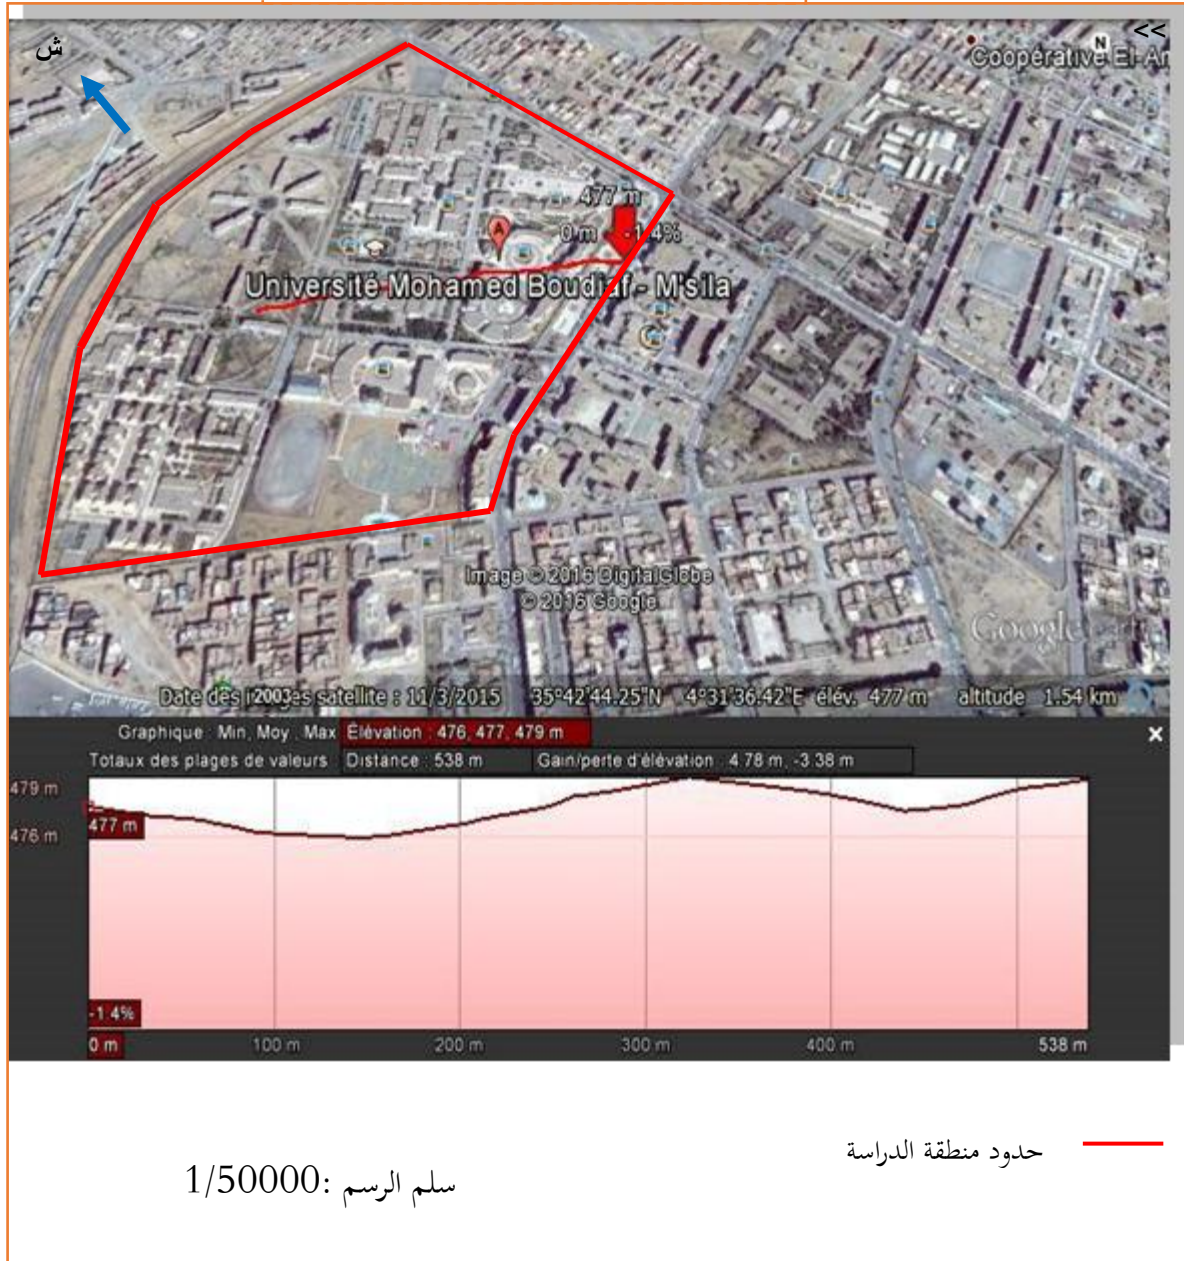 ش
>>
N
Coopérative El-Ar
477 m
0 m -1.4%
A
Université Mohamed Boudiaf - M'sila
Image © 2016 DigitalGlobe
© 2016 Google
Google
2003
Date des images satellite : 11/3/2015 35°42'44.25"N 4°31'36.42"E élév. 477 m altitude 1.54 km
Graphique : Min, Moy , Max Élévation : 476, 477, 479 m
Totaux des plages de valeurs : Distance : 538 m Gain/perte d'élévation : 4.78 m, -3.38 m
479 m
477 m
476 m
-1.4%
0 m 100 m 200 m 300 m 400 m 538 m
حدود منطقة الدراسة
سلم الرسم :1/50000